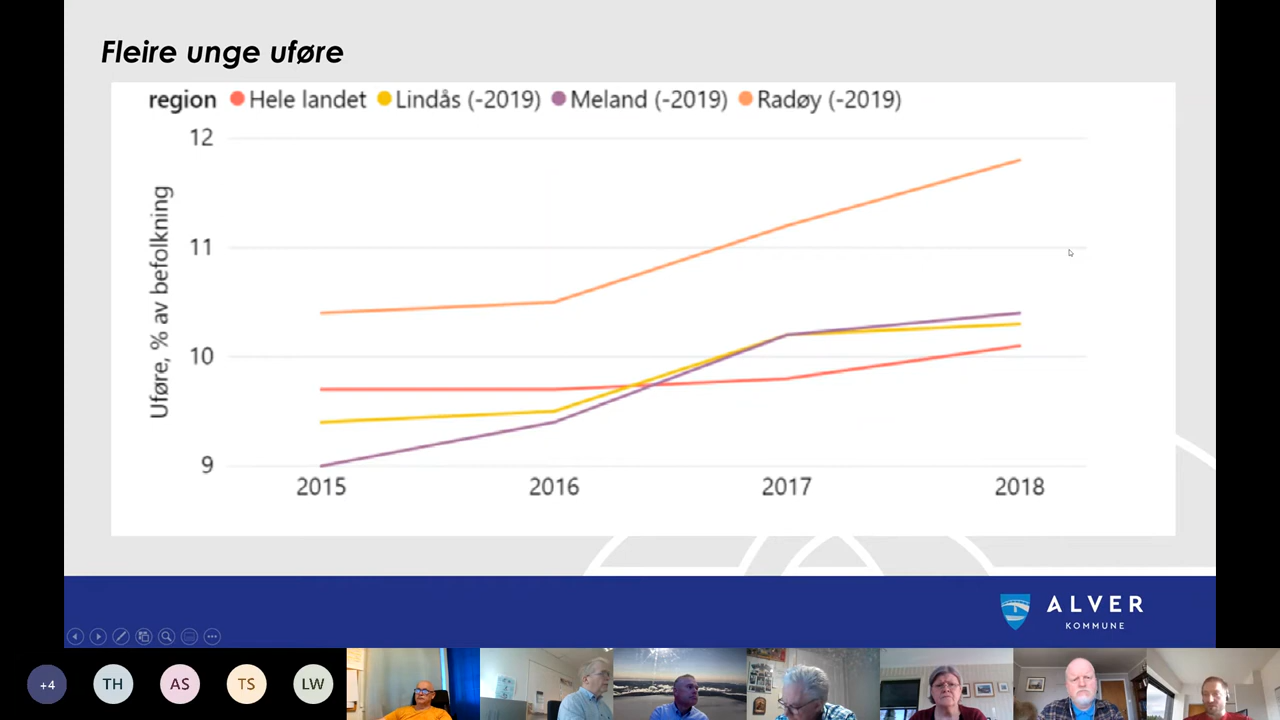 Fleire unge uføre
region Hele landet Lindås (-2019) Meland (-2019) Radøy (-2019)
12
11
10
9
Uføre, % av befolkning
2015 2016 2017 2018
ALVER
KOMMUNE
+4 TH AS TS LW